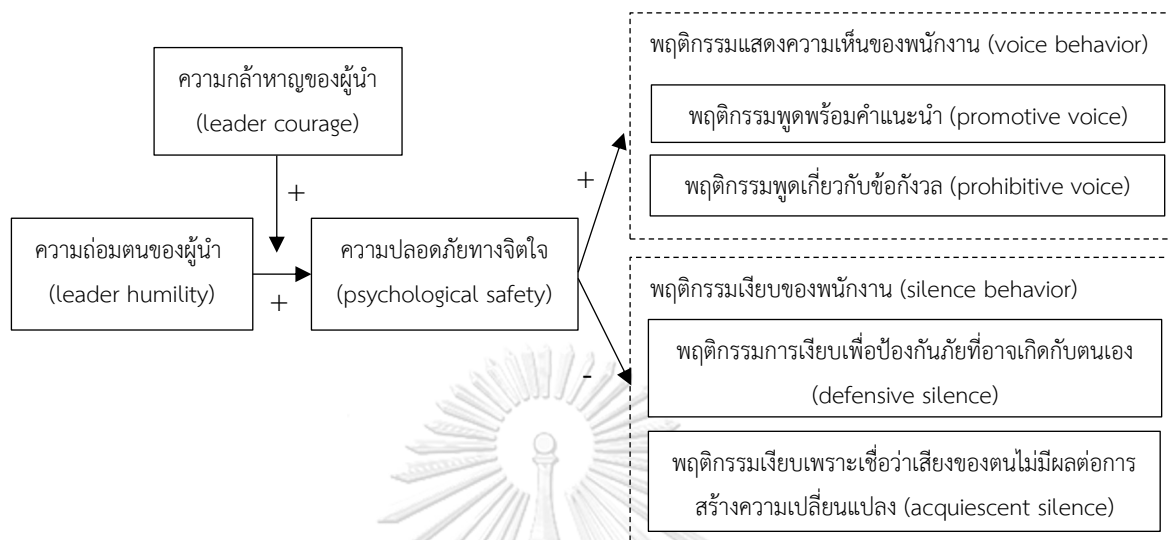 ความกล้าหาญของผู้นำ
(leader courage)
+
ความถ่อมตนของผู้นำ
(leader humility)
+
ความปลอดภัยทางจิตใจ
(psychological safety)
+
-
พฤติกรรมแสดงความเห็นของพนักงาน (voice behavior)
พฤติกรรมพูดพร้อมคำแนะนำ (promotive voice)
พฤติกรรมพูดเกี่ยวกับข้อกังวล (prohibitive voice)
พฤติกรรมเงียบของพนักงาน (silence behavior)
พฤติกรรมการเงียบเพื่อป้องกันภัยที่อาจเกิดกับตนเอง
(defensive silence)
พฤติกรรมเงียบเพราะเชื่อว่าเสียงของตนไม่มีผลต่อการ
สร้างความเปลี่ยนแปลง (acquiescent silence)